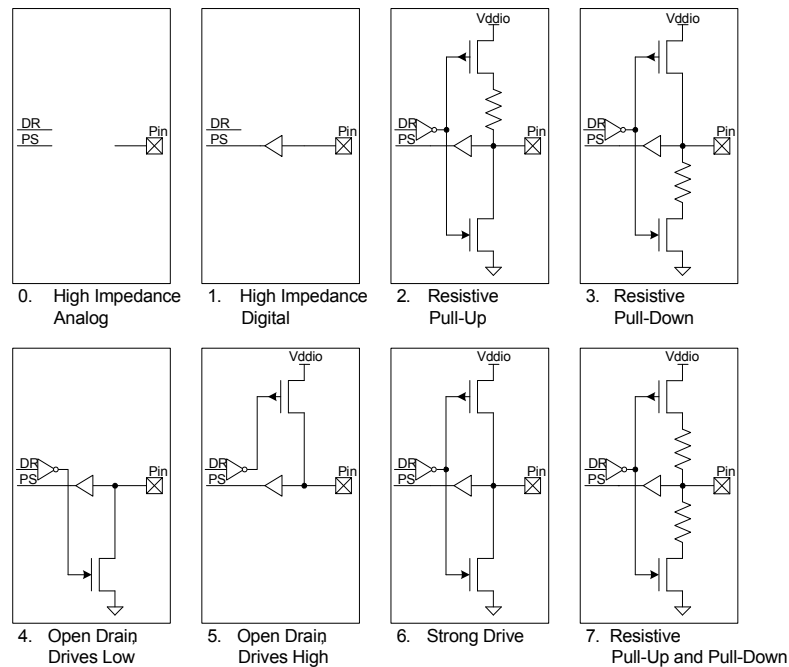 Vddio
Vddio
DR
PS
Pin
DR
PS
Pin
DR
PS
Pin
DR
PS
Pin
0. High Impedance
Analog
1. High Impedance
Digital
2. Resistive
Pull-Up
3. Resistive
Pull-Down
Vddio
Vddio
Vddio
DR
PS
Pin
DR
PS
Pin
DR
PS
Pin
DR
PS
Pin
4. Open Drain,
Drives Low
5. Open Drain,
Drives High
6. Strong Drive
7. Resistive
Pull-Up and Pull-Down